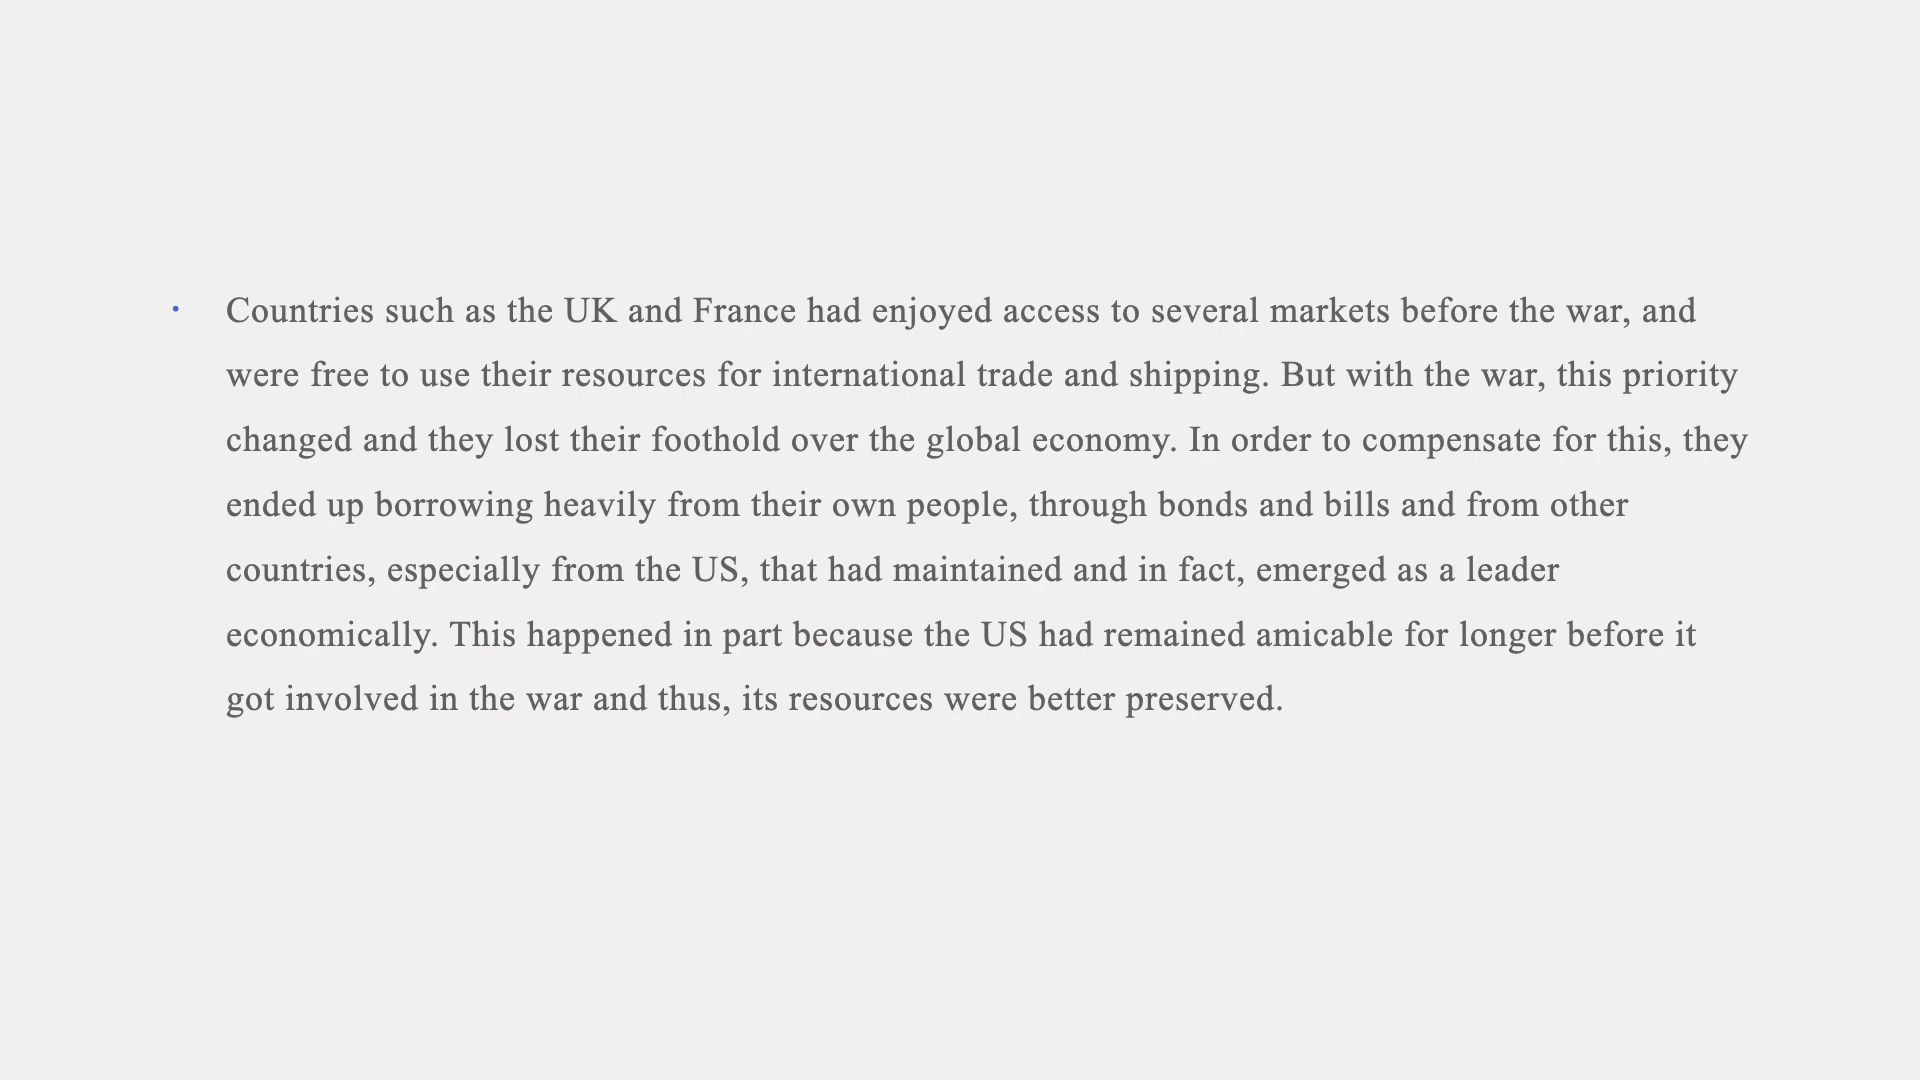 • Countries such as the UK and France had enjoyed access to several markets before the war, and
were free to use their resources for international trade and shipping. But with the war, this priority
changed and they lost their foothold over the global economy. In order to compensate for this, they
ended up borrowing heavily from their own people, through bonds and bills and from other
countries, especially from the US, that had maintained and in fact, emerged as a leader
economically. This happened in part because the US had remained amicable for longer before it
got involved in the war and thus, its resources were better preserved.